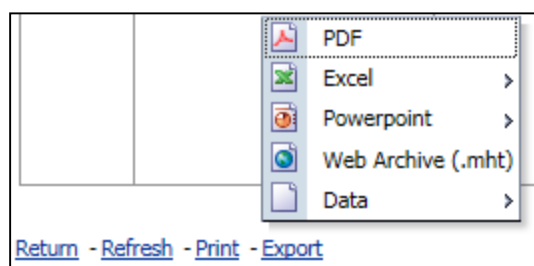 PDF
Excel
Powerpoint
Web Archive (.mht)
Data
Return - Refresh - Print - Export